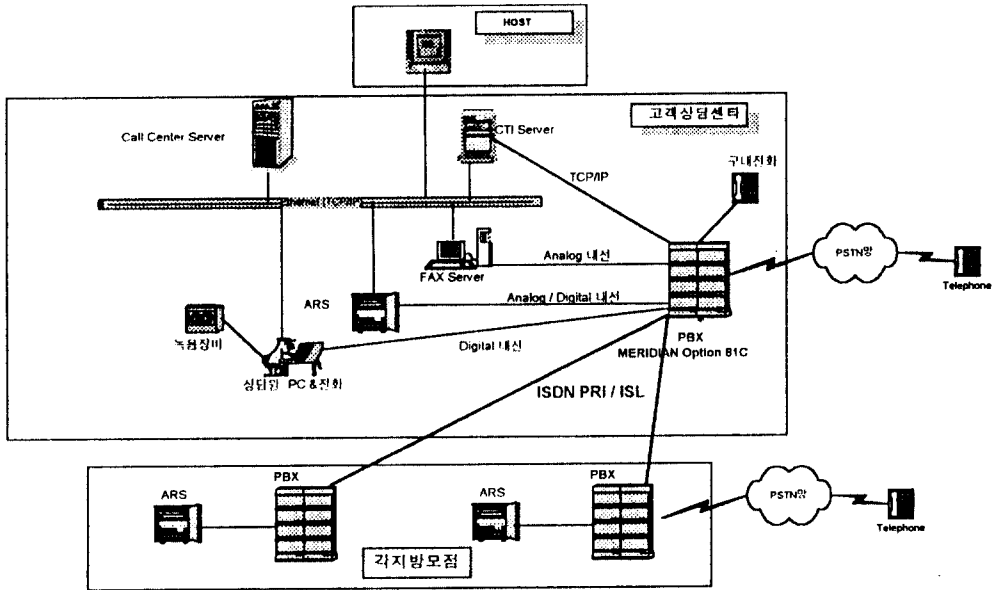 HOST
고객상담센타
Call Center Server
CTI Server
구내전화
TCP/IP
Ethernet (TCP/IP)
PSTN망
Telephone
Analog 내선
FAX Server
ARS
Analog / Digital 내선
녹음장비
Digital 내선
PBX
MERIDIAN Option 81C
상담원 PC & 전화
ISDN PRI / ISL
PBX
PBX
ARS
ARS
PSTN망
Telephone
각지방모점